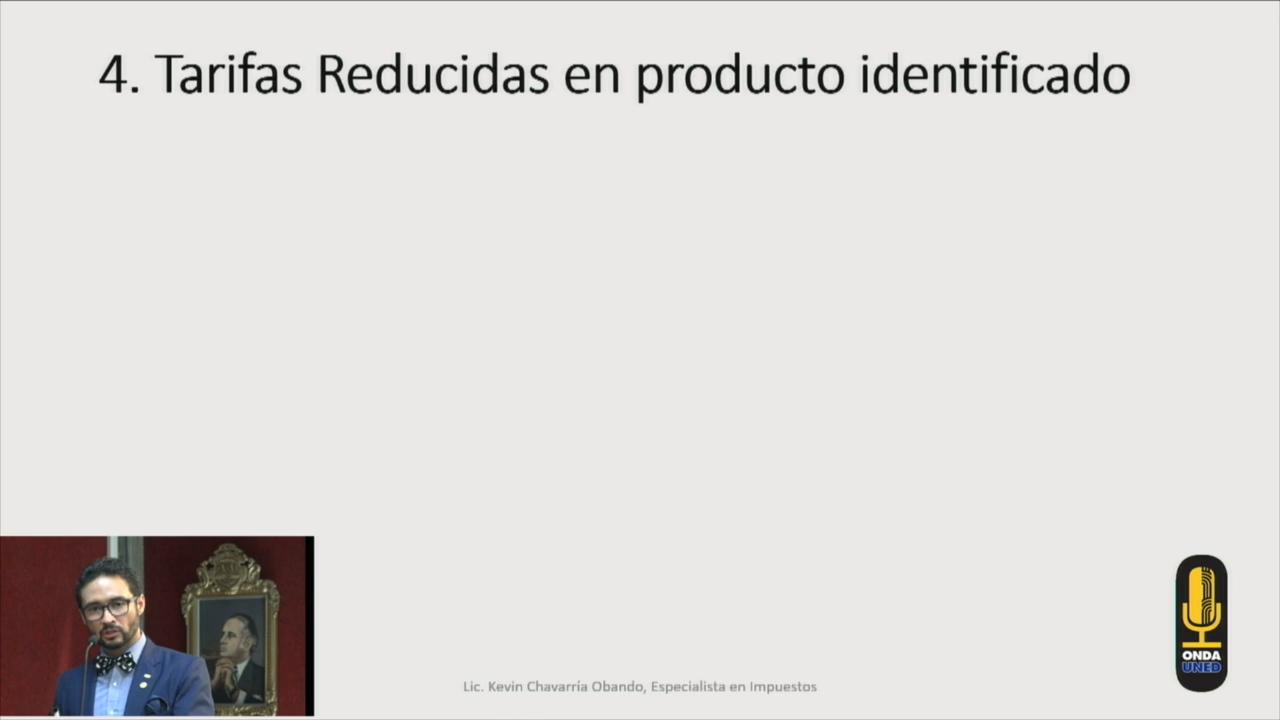 4. Tarifas Reducidas en producto identificado
Lic. Kevin Chavarría Obando, Especialista en Impuestos
ONDA
UNED